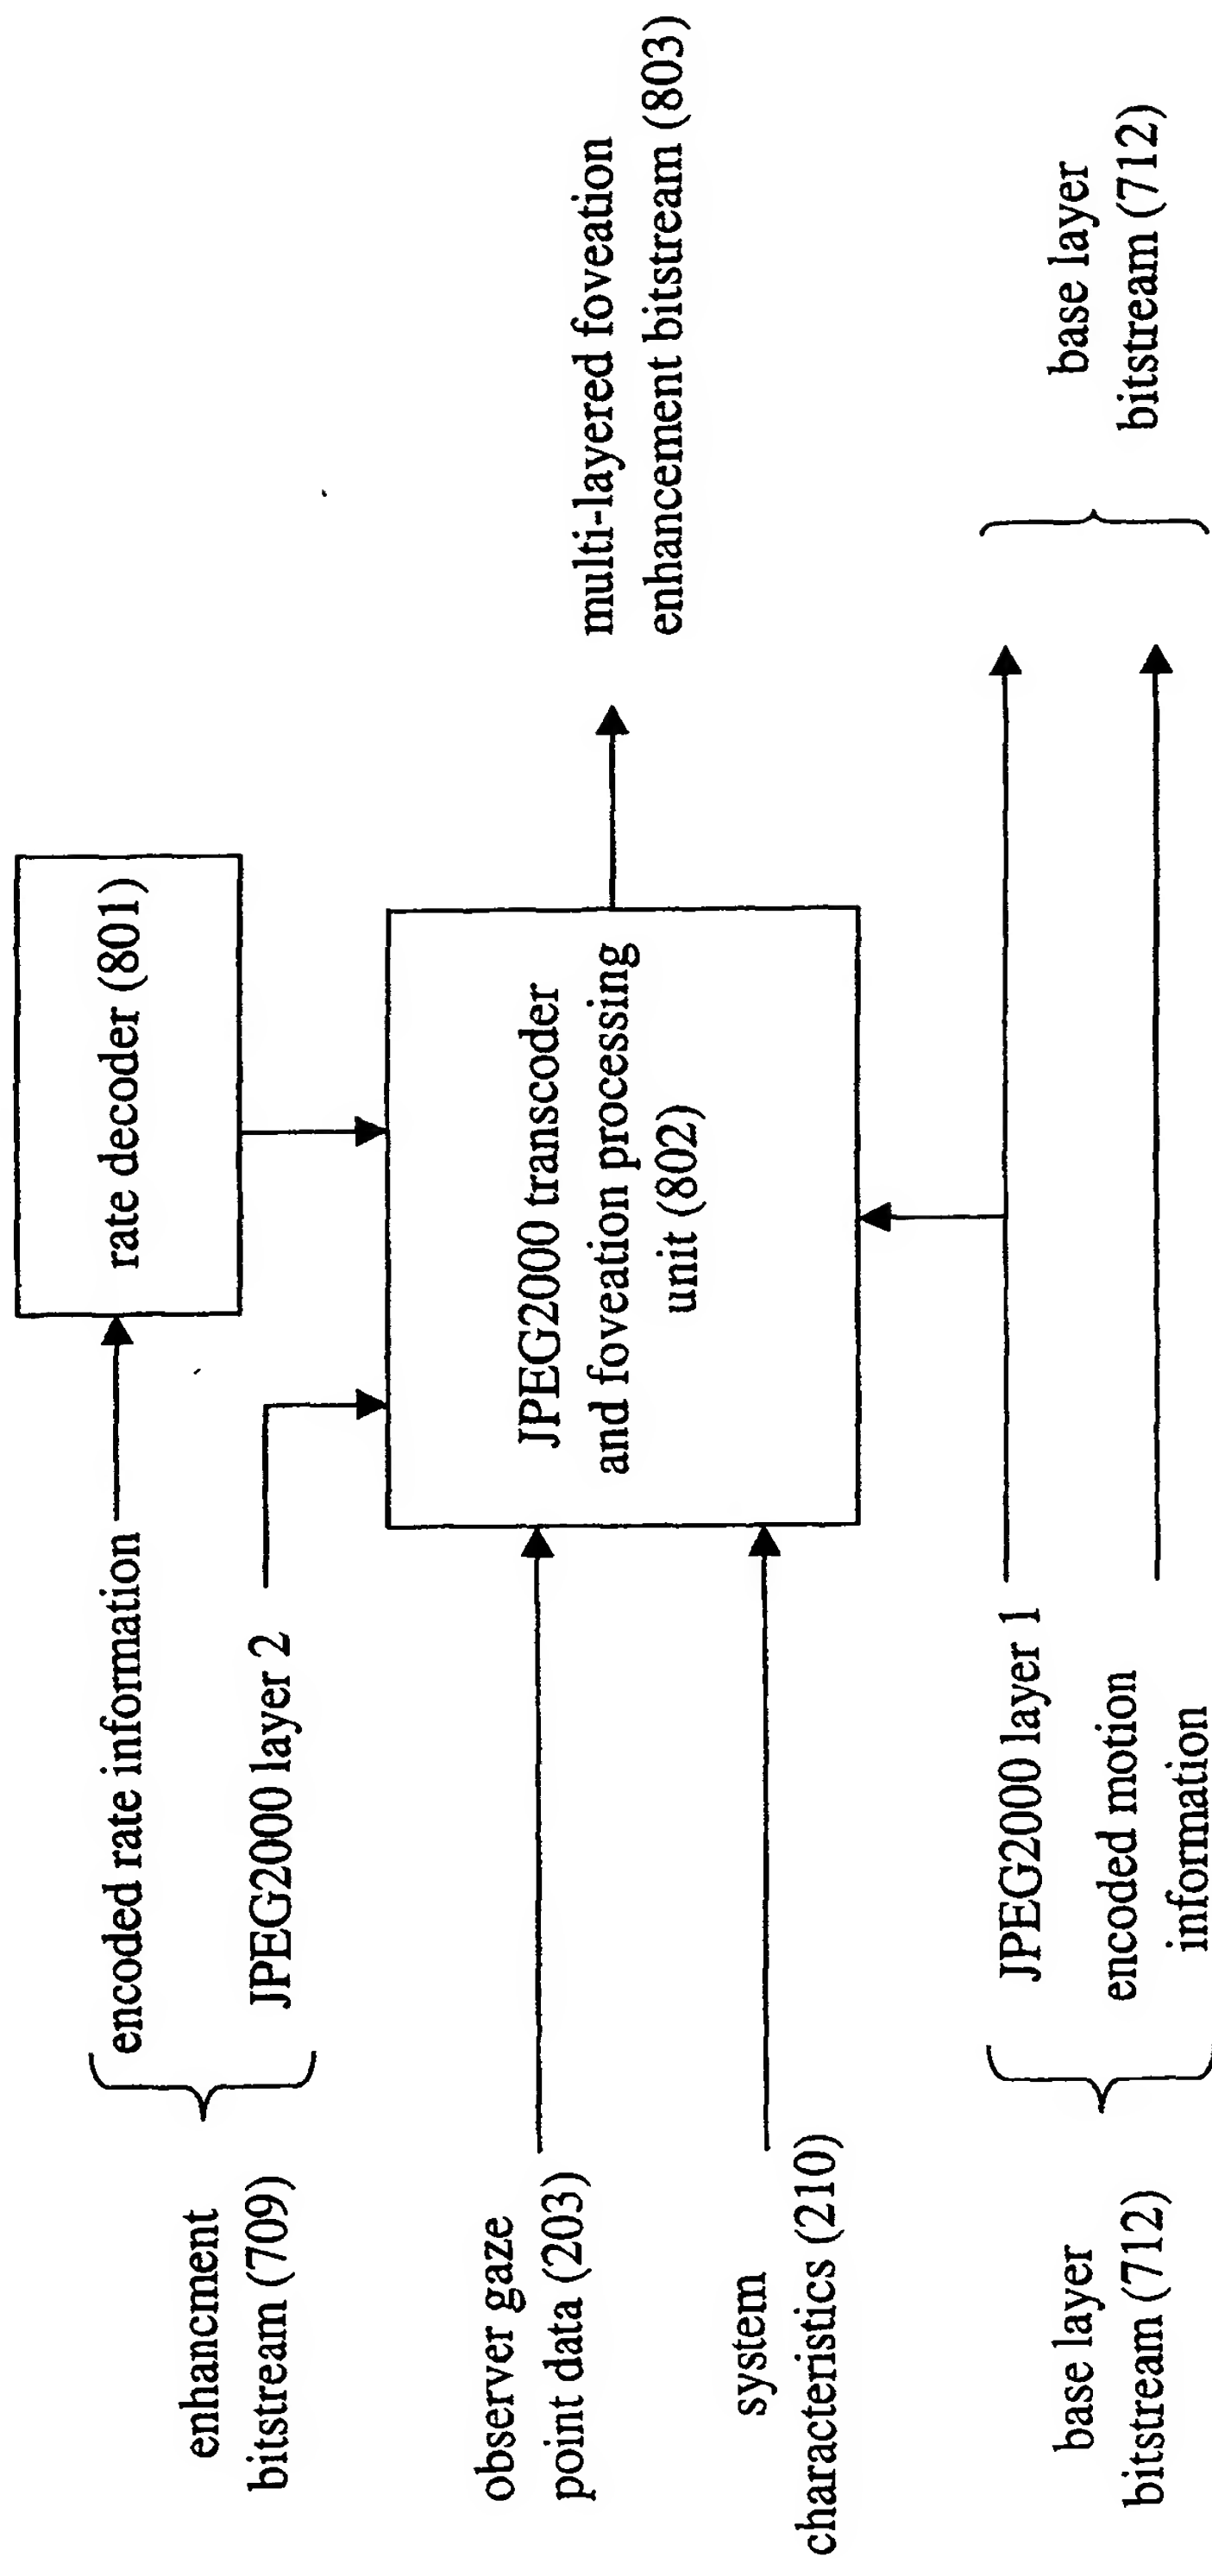 encoded rate information
rate decoder (801)
enhancment
bitstream (709)
JPEG2000 layer 2
observer gaze
point data (203)
JPEG2000 transcoder
and foveation processing
unit (802)
multi-layered foveation
enhancement bitstream (803)
system
characteristics (210)
JPEG2000 layer 1
base layer
bitstream (712)
encoded motion
information
base layer
bitstream (712)